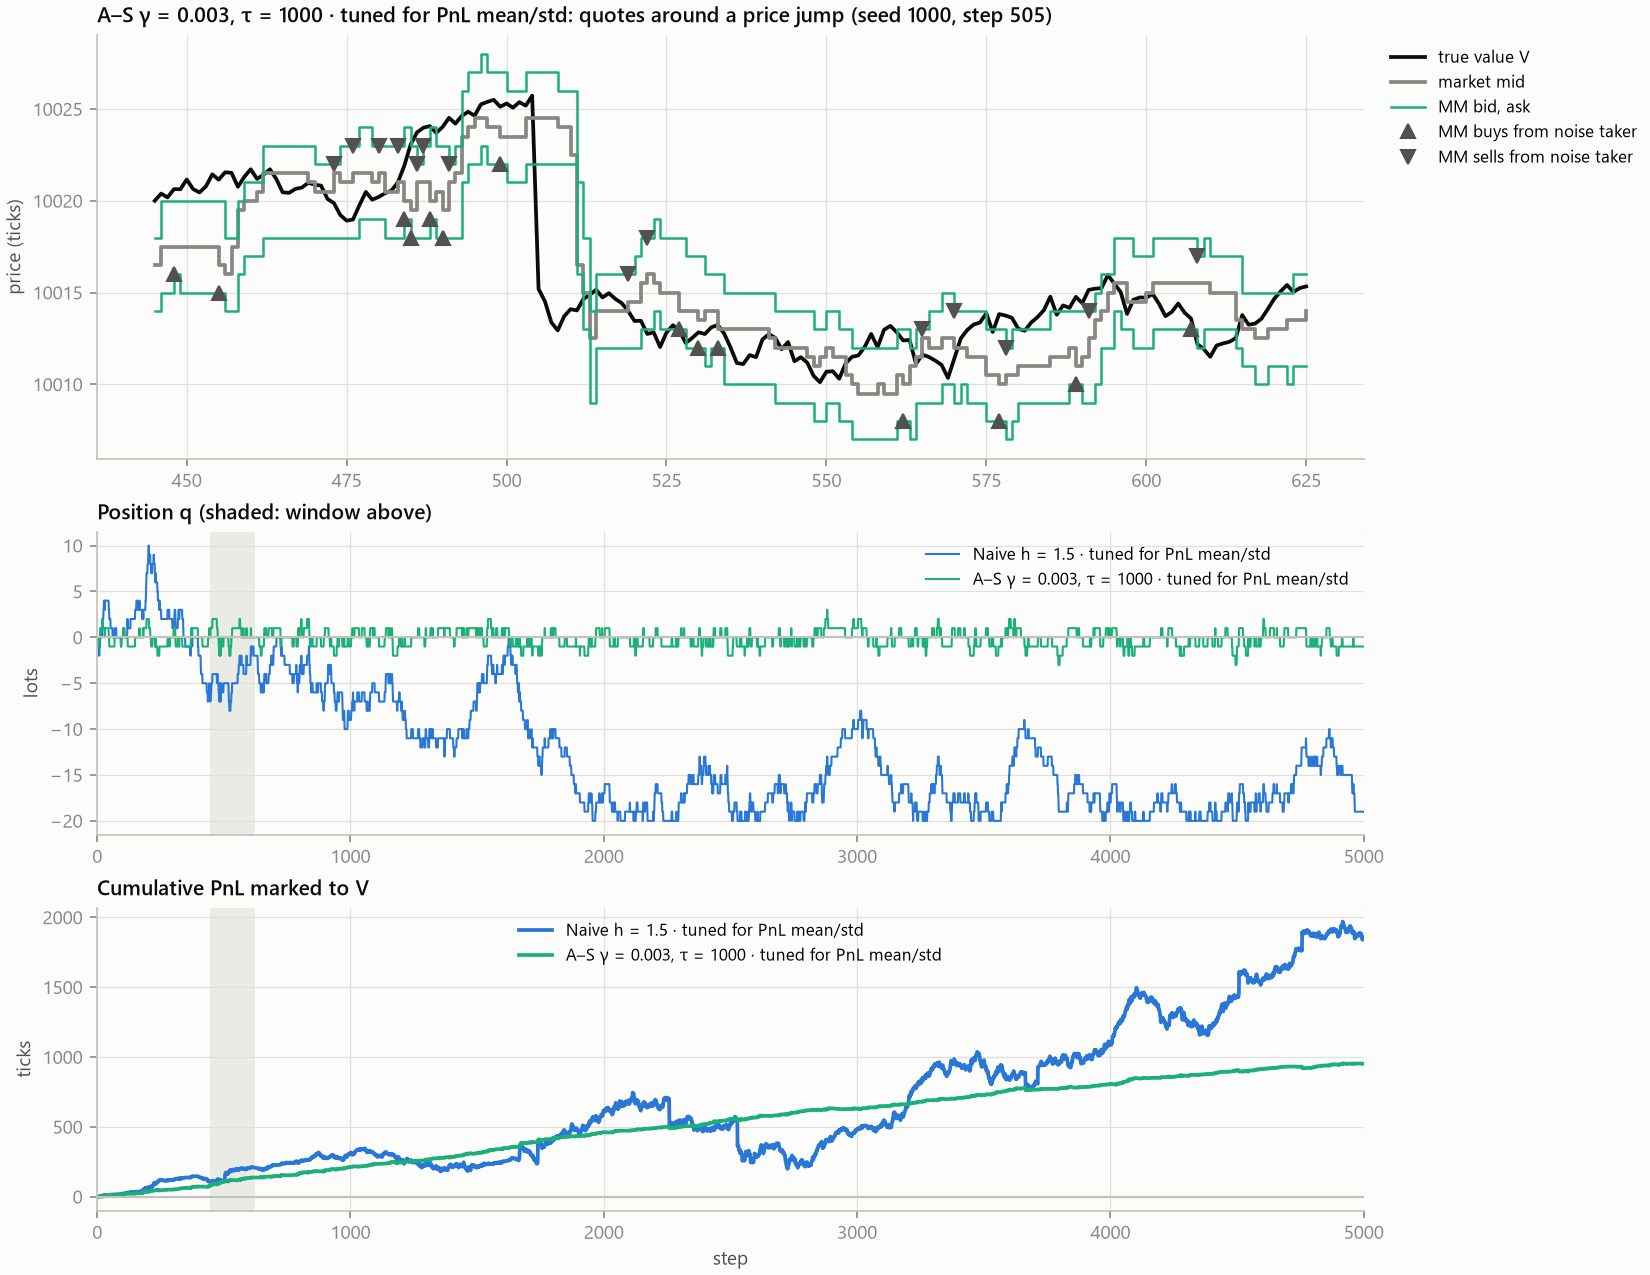 A–S γ = 0.003, τ = 1000 · tuned for PnL mean/std: quotes around a price jump (seed 1000, step 505)
true value V
market mid
MM bid, ask
MM buys from noise taker
MM sells from noise taker
price (ticks)
10025
10020
10015
10010
450 475 500 525 550 575 600 625
Position q (shaded: window above)
Naive h = 1.5 · tuned for PnL mean/std
A–S γ = 0.003, τ = 1000 · tuned for PnL mean/std
lots
10
5
0
−5
−10
−15
−20
0 1000 2000 3000 4000 5000
Cumulative PnL marked to V
Naive h = 1.5 · tuned for PnL mean/std
A–S γ = 0.003, τ = 1000 · tuned for PnL mean/std
ticks
2000
1500
1000
500
0
0 1000 2000 3000 4000 5000
step